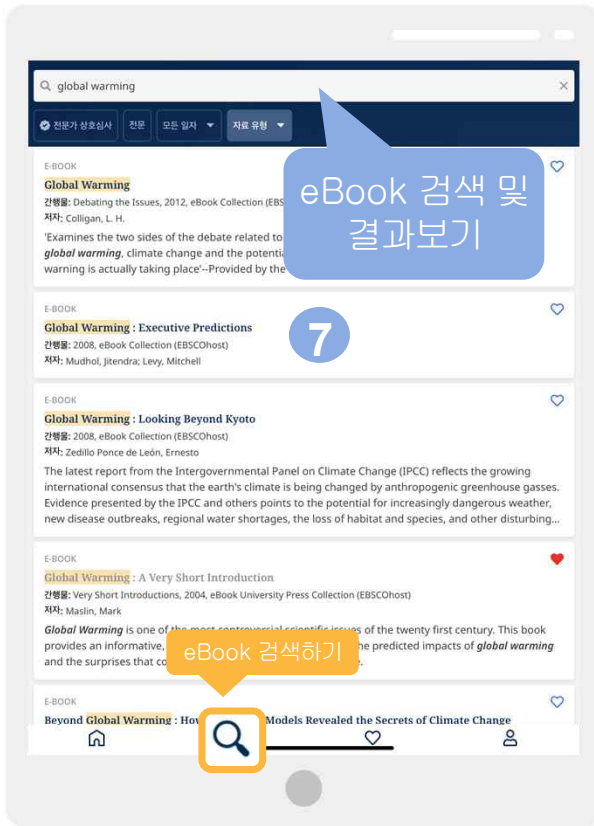 global warming
전문가 상호심사 전문 모든 일자 자료 유형
eBook 검색 및
결과보기
E-BOOK
Global Warming
간행물: Debating the Issues, 2012, eBook Collection
저자: Colligan, L. H.
'Examines the two sides of the debate related to
global warming, climate change and the
warning is actually taking place'--Provided by the
7
E-BOOK
Global Warming : Executive Predictions
간행물: 2008, eBook Collection (EBSCOhost)
저자: Mudhol, Jitendra; Levy, Mitchell
E-BOOK
Global Warming : Looking Beyond Kyoto
간행물: 2008, eBook Collection (EBSCOhost)
저자: Zedillo Ponce de León, Ernesto
The latest report from the Intergovernmental Panel on Climate Change (IPCC) reflects the growing
international consensus that the earth's climate is being changed by anthropogenic greenhouse gasses.
Evidence presented by the IPCC and others points to the potential for increasingly dangerous weather,
new disease outbreaks, regional water shortages, the loss of habitat and species, and other disturbing...
E-BOOK
Global Warming : A Very Short Introduction
간행물: Very Short Introductions, 2004, eBook University Press Collection (EBSCOhost)
저자: Maslin, Mark
Global Warming is one of the most controversial scientific issues of the twenty first century. This book
provides an informative, predicted impacts of global warming
and the surprises that
eBook 검색하기
E-BOOK
Beyond Global Warming : Models Revealed the Secrets of Climate Change